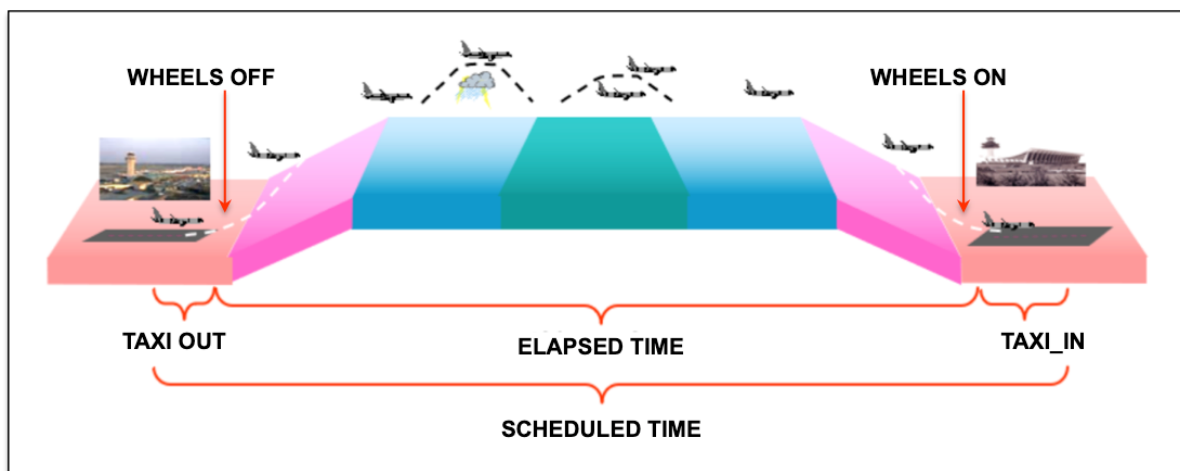 WHEELS OFF
WHEELS ON
TAXI OUT
ELAPSED TIME
TAXI_IN
SCHEDULED TIME